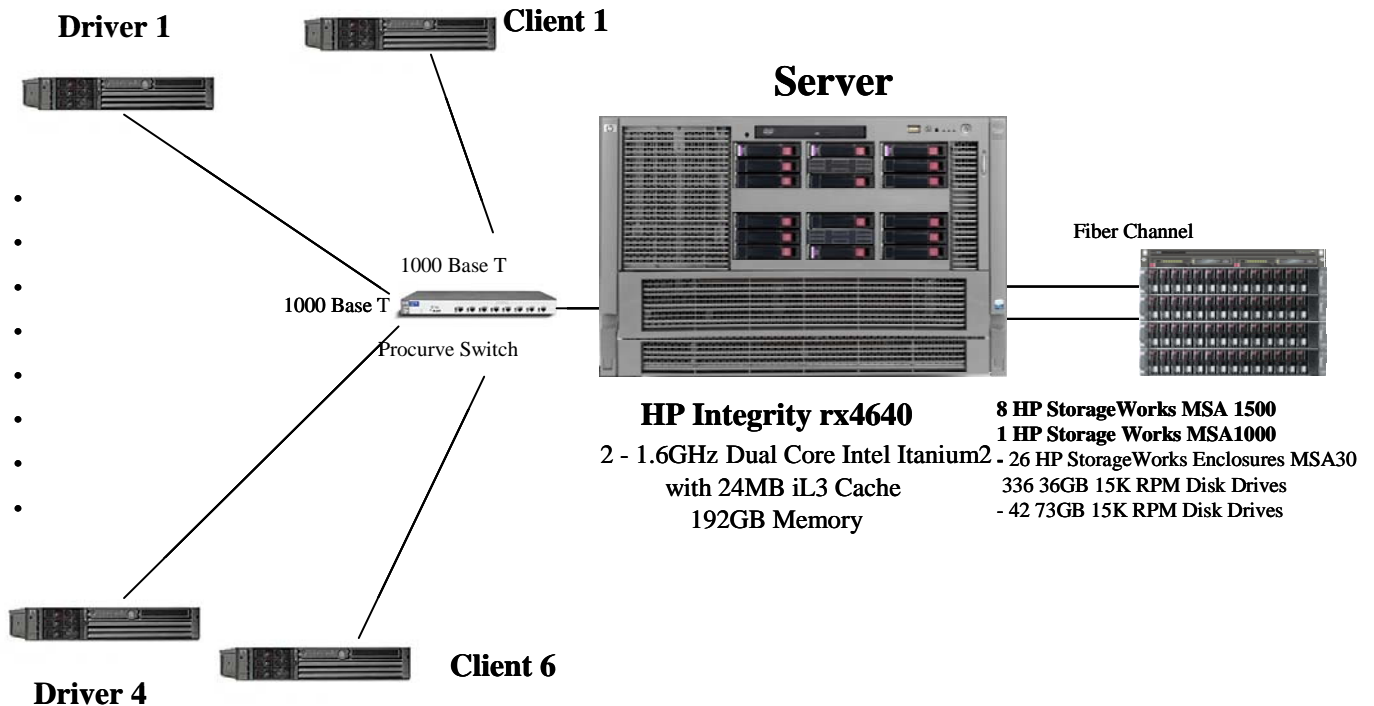 Driver 1
Client 1
Server
Fiber Channel
1000 Base T
1000 Base T
Procurve Switch
HP Integrity rx4640
2 - 1.6GHz Dual Core Intel Itanium2
with 24MB iL3 Cache
192GB Memory
8 HP StorageWorks MSA 1500
1 HP Storage Works MSA1000
- 26 HP StorageWorks Enclosures MSA30
336 36GB 15K RPM Disk Drives
- 42 73GB 15K RPM Disk Drives
Client 6
Driver 4